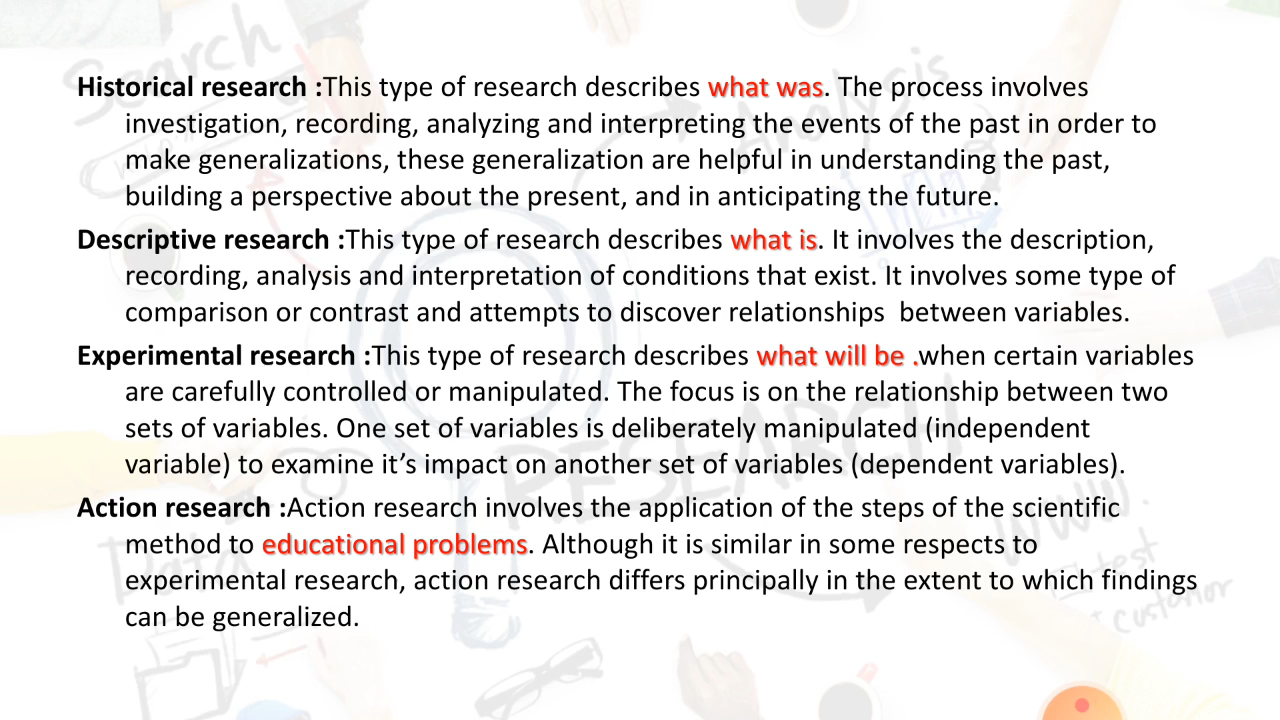 Historical research :This type of research describes what was. The process involves
investigation, recording, analyzing and interpreting the events of the past in order to
make generalizations, these generalization are helpful in understanding the past,
building a perspective about the present, and in anticipating the future.
Descriptive research :This type of research describes what is. It involves the description,
recording, analysis and interpretation of conditions that exist. It involves some type of
comparison or contrast and attempts to discover relationships  between variables.
Experimental research :This type of research describes what will be .when certain variables
are carefully controlled or manipulated. The focus is on the relationship between two
sets of variables. One set of variables is deliberately manipulated (independent
variable) to examine it’s impact on another set of variables (dependent variables).
Action research :Action research involves the application of the steps of the scientific
method to educational problems. Although it is similar in some respects to
experimental research, action research differs principally in the extent to which findings
can be generalized.
Search
Analysis
RESEARCH
DATA
WWW.
test
customer